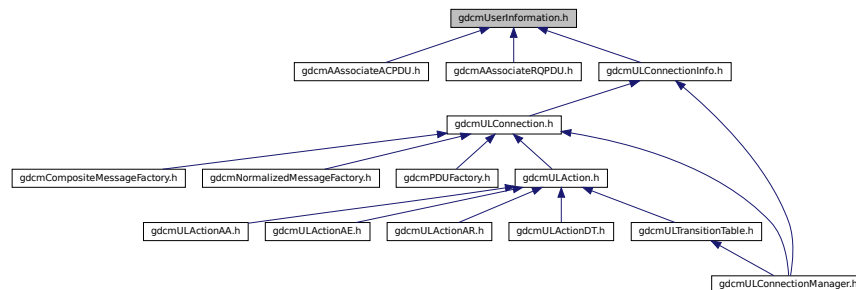 gdcmUserInformation.h
gdcmAAssociateACPDU.h
gdcmAAssociateRQPDU.h
gdcmULConnectionInfo.h
gdcmULConnection.h
gdcmCompositeMessageFactory.h
gdcmNormalizedMessageFactory.h
gdcmPDUFactory.h
gdcmULAction.h
gdcmULActionAA.h
gdcmULActionAE.h
gdcmULActionAR.h
gdcmULActionDT.h
gdcmULTransitionTable.h
gdcmULConnectionManager.h